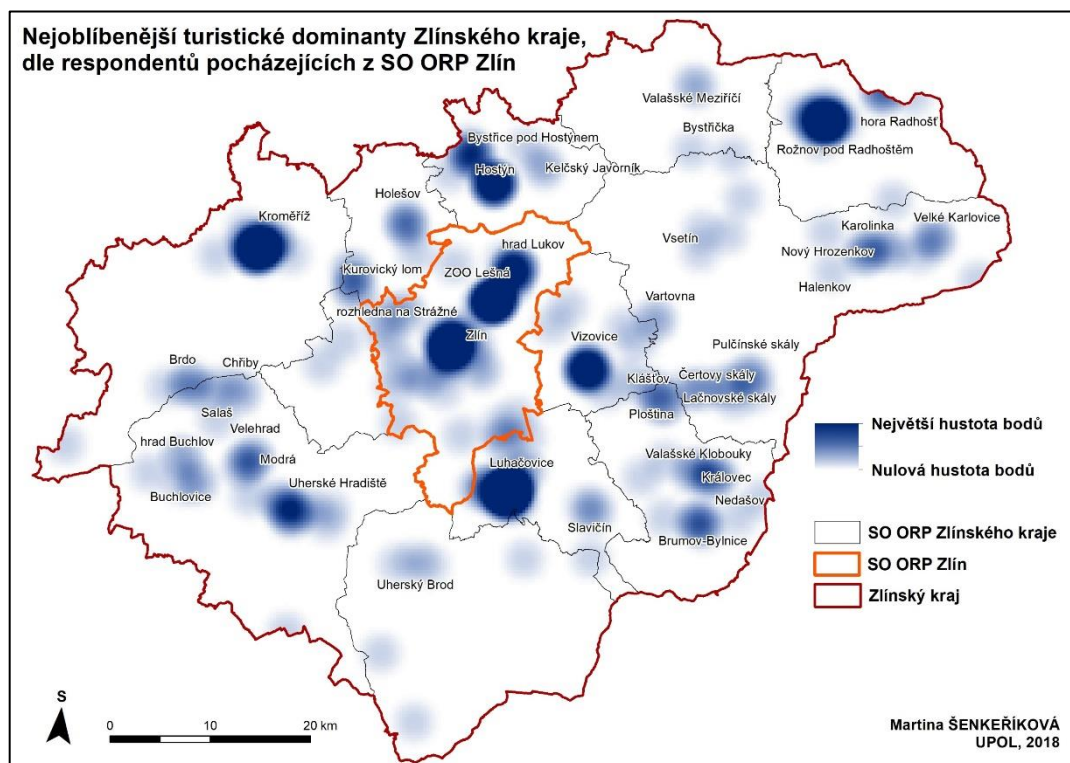 Nejoblíbenější turistické dominanty Zlínského kraje,
dle respondentů pocházejících z SO ORP Zlín
Valašské Meziříčí
hora Radhošť
Bystřička
Rožnov pod Radhoštěm
Bystřice pod Hostýnem
Hostýn
Kelčský Javorník
Holešov
Kroměříž
Karolinka
Velké Karlovice
Vsetín
Nový Hrozenkov
Halenkov
hrad Lukov
ZOO Lešná
Kurovický lom
rozhledna na Strážné
Zlín
Vartovna
Vizovice
Pulčínské skály
Klášťov
Čertovy skály
Ploština
Lačnovské skály
Brdo
Chřiby
Salaš
Velehrad
hrad Buchlov
Modrá
Buchlovice
Uherské Hradiště
Luhačovice
Valašské Klobouky
Královec
Nedašov
Slavičín
Brumov-Bylnice
Uherský Brod
Největší hustota bodů
Nulová hustota bodů
SO ORP Zlínského kraje
SO ORP Zlín
Zlínský kraj
S
0 10 20 km
Martina ŠENKEŘÍKOVÁ
UPOL, 2018